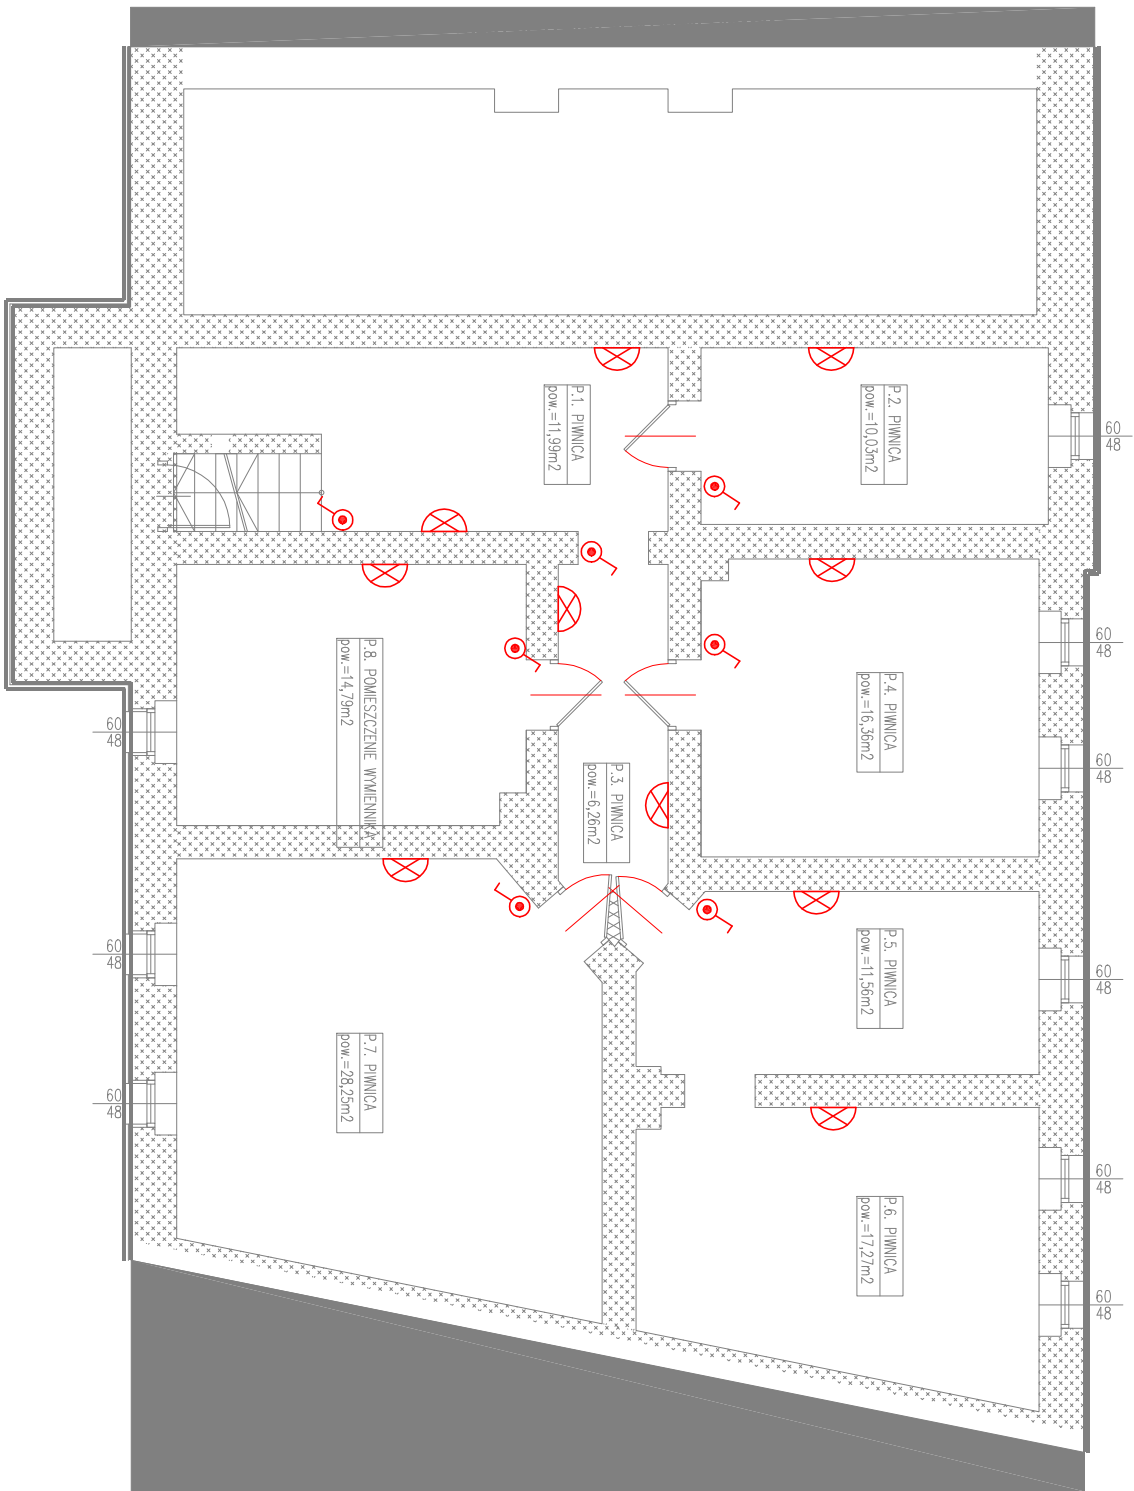 P.1. PIWNICA
pow.=11,99m2
P.2. PIWNICA
pow.=10,03m2
60
48
P.8. POMIESZCZENIE WYMIENNIKA
pow.=14,79m2
P.4. PIWNICA
pow.=16,36m2
60
48
60
48
60
48
P.3. PIWNICA
pow.=6,26m2
P.5. PIWNICA
pow.=11,56m2
60
48
60
48
P.7. PIWNICA
pow.=28,25m2
60
48
P.6. PIWNICA
pow.=17,27m2
60
48
60
48